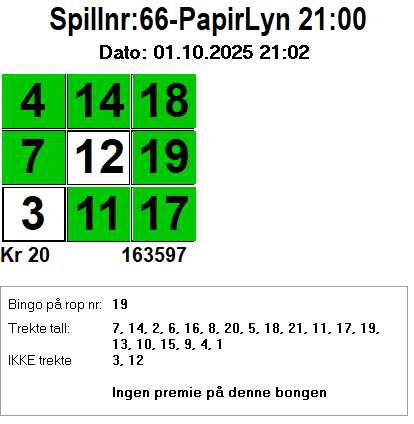 Spillnr:66-PapirLyn 21:00
Dato: 01.10.2025 21:02
4 14 18
7 12 19
3 11 17
Kr 20 163597
Bingo på rop nr: 19
Trekte tall: 7, 14, 2, 6, 16, 8, 20, 5, 18, 21, 11, 17, 19,
13, 10, 15, 9, 4, 1
IKKE trekte 3, 12
Ingen premie på denne bongen